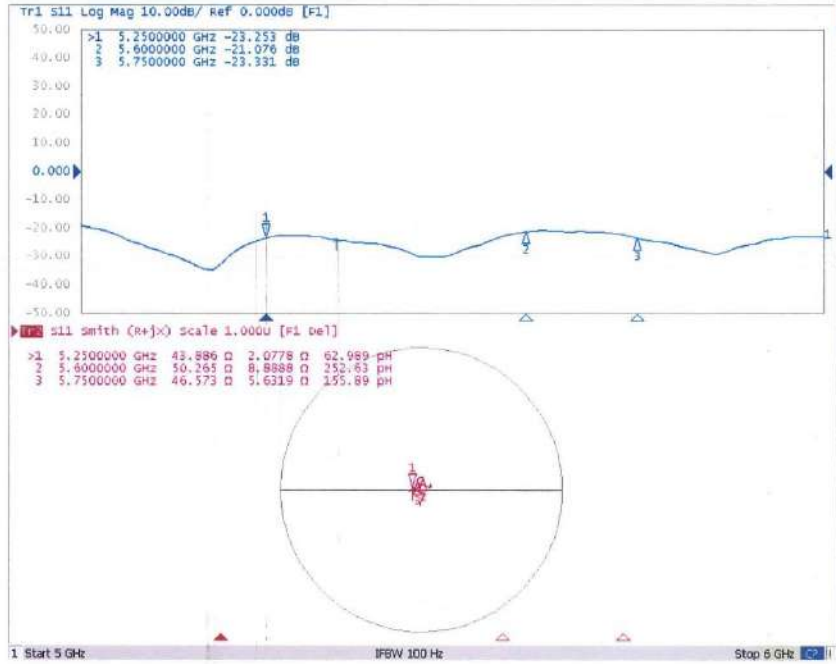 Tr1 S11 Log Mag 10.00dB/ Ref 0.000dB [F1]
50.00
>1 5.2500000 GHz -23.253 dB
2 5.6000000 GHz -21.076 dB
3 5.7500000 GHz -23.331 dB
40.00
30.00
20.00
10.00
0.000
-10.00
-20.00
-30.00
-40.00
-50.00
1
2
3
1
1
Tr2 S11 Smith (R+jX) Scale 1.000U [F1 Del]
>1 5.2500000 GHz 43.886 Ω 2.0778 Ω 62.989 pH
2 5.6000000 GHz 50.265 Ω 8.8888 Ω 252.63 pH
3 5.7500000 GHz 46.573 Ω 5.6319 Ω 155.89 pH
1
1 Start 5 GHz IFBW 100 Hz Stop 6 GHz C?